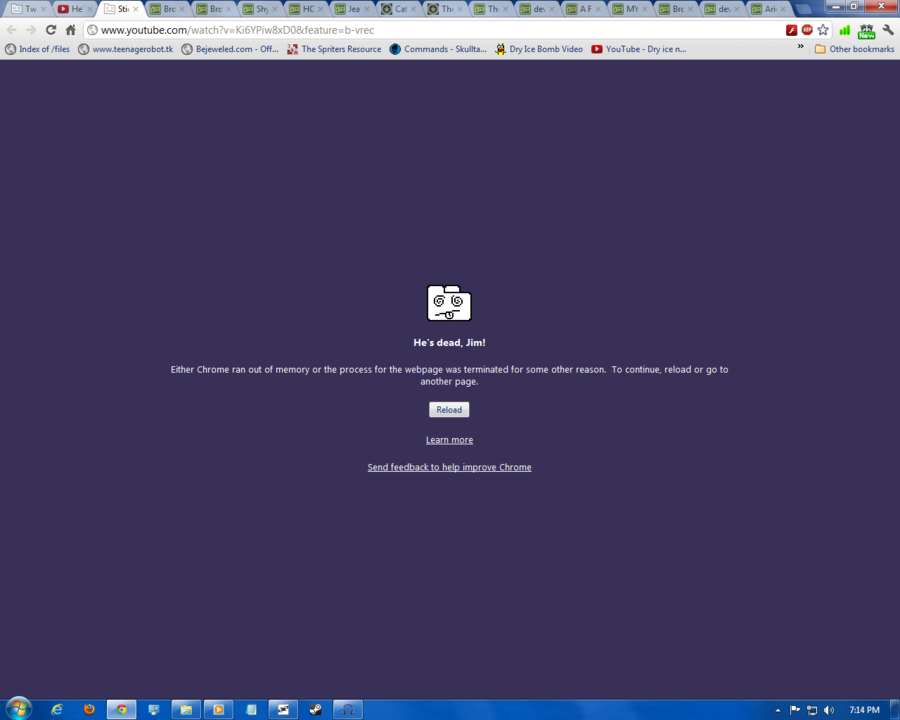 Tw
He
Stic
Bro
Bro
Shy
HC
Jea
Cat
The
The
dev
A F
MY
Bro
dev
Ari
www.youtube.com/watch?v=Ki6YPiw8xD0&feature=b-vrec
New
Index of /files
www.teenagerobot.tk
Bejeweled.com - Off...
The Spriters Resource
Commands - Skullta...
Dry Ice Bomb Video
YouTube - Dry ice n...
»
Other bookmarks
He's dead, Jim!
Either Chrome ran out of memory or the process for the webpage was terminated for some other reason. To continue, reload or go to
another page.
Reload
Learn more
Send feedback to help improve Chrome
7:14 PM